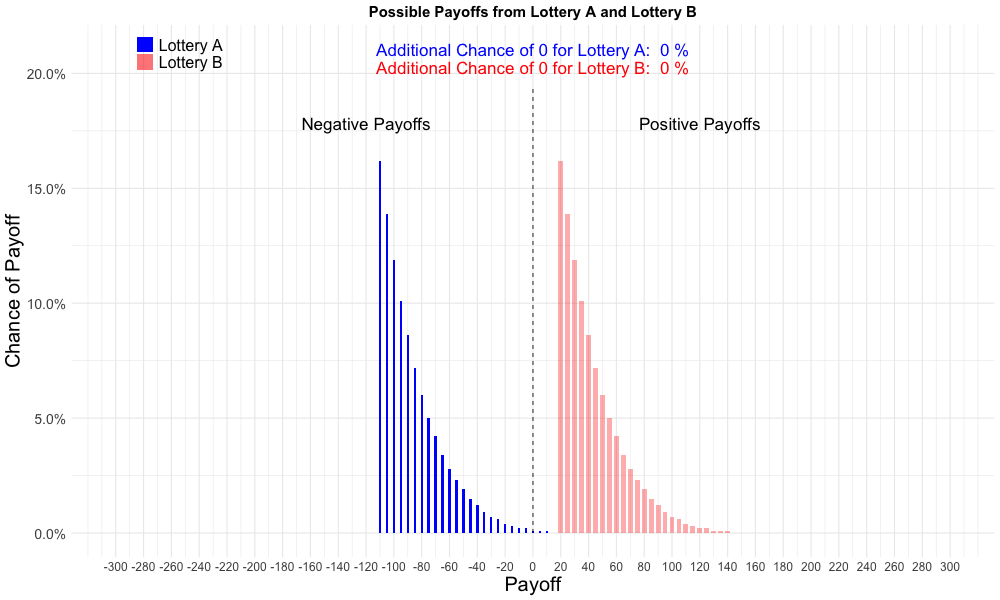 Possible Payoffs from Lottery A and Lottery B
Lottery A
Lottery B
Additional Chance of 0 for Lottery A:  0 %
Additional Chance of 0 for Lottery B:  0 %
Negative Payoffs
Positive Payoffs
Chance of Payoff
20.0%
15.0%
10.0%
5.0%
0.0%
-300 -280 -260 -240 -220 -200 -180 -160 -140 -120 -100 -80 -60 -40 -20 0 20 40 60 80 100 120 140 160 180 200 220 240 260 280 300
Payoff